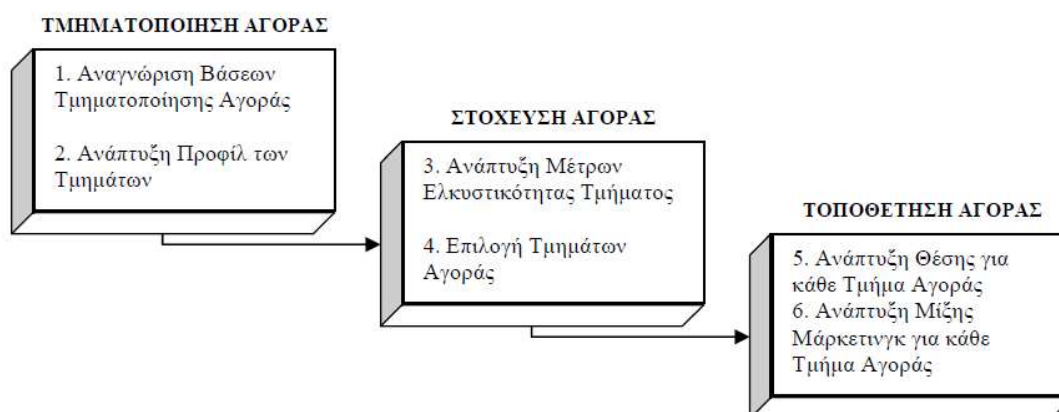 ΤΜΗΜΑΤΟΠΟΙΗΣΗ ΑΓΟΡΑΣ
1. Αναγνώριση Βάσεων
Τμηματοποίησης Αγοράς
2. Ανάπτυξη Προφίλ των
Τμημάτων
ΣΤΟΧΕΥΣΗ ΑΓΟΡΑΣ
3. Ανάπτυξη Μέτρων
Ελκυστικότητας Τμήματος
4. Επιλογή Τμημάτων
Αγοράς
ΤΟΠΟΘΕΤΗΣΗ ΑΓΟΡΑΣ
5. Ανάπτυξη Θέσης για
κάθε Τμήμα Αγοράς
6. Ανάπτυξη Μίξης
Μάρκετινγκ για κάθε
Τμήμα Αγοράς